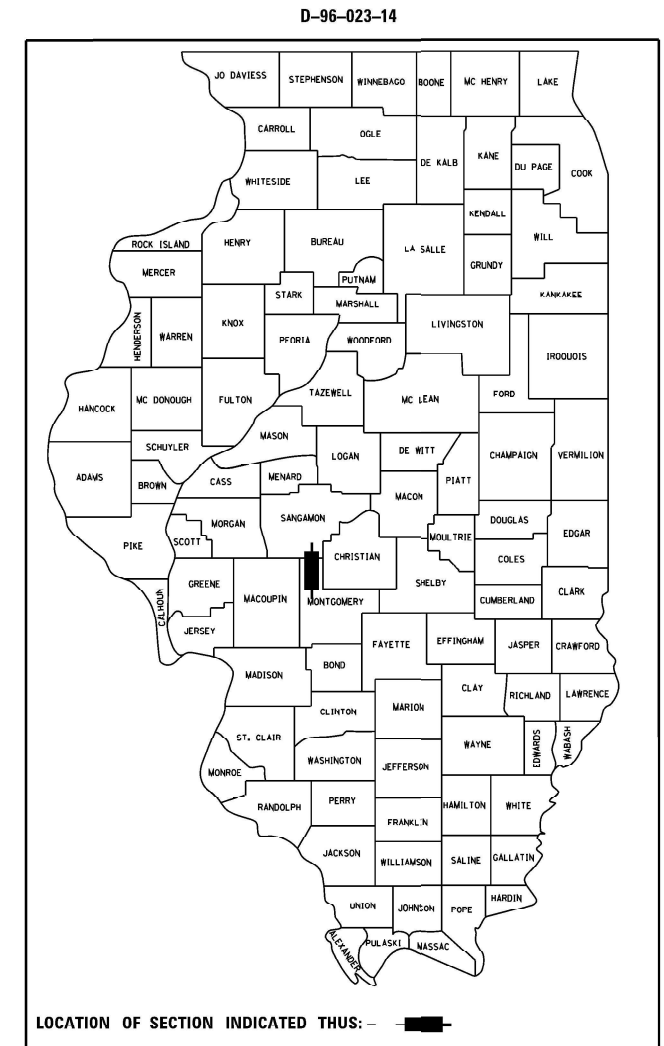 D-96-023-14
JO DAVIESS STEPHENSON WINNEBAGO BOONE MC HENRY LAKE
CARROLL OGLE DE KALB KANE DU PAGE COOK
WHITESIDE LEE
KENDALL
ROCK ISLAND HENRY BUREAU LA SALLE GRUNDY WILL
MERCER PUTNAM
STARK MARSHALL KANKAKEE
HENDERSON WARREN KNOX PEORIA WOODFORD LIVINGSTON IROQUOIS
HANCOCK MC DONOUGH FULTON TAZEWELL MC LEAN FORD
MASON
SCHUYLER LOGAN DE WITT CHAMPAIGN VERMILION
ADAMS BROWN CASS MENARD PIATT
MACON
MORGAN SANGAMON DOUGLAS
PIKE SCOTT CHRISTIAN MOULTRIE COLES EDGAR
GREENE MACOUPIN MONTGOMERY SHELBY CUMBERLAND CLARK
CALHOUN
JERSEY FAYETTE EFFINGHAM JASPER CRAWFORD
MADISON BOND
CLAY RICHLAND LAWRENCE
CLINTON MARION
ST. CLAIR WAYNE EDWARDS WABASH
MONROE WASHINGTON JEFFERSON
RANDOLPH PERRY HAMILTON WHITE
FRANKLIN
JACKSON WILLIAMSON SALINE GALLATIN
UNION JOHNSON POPE HARDIN
ALEXANDER PULASKI MASSAC
LOCATION OF SECTION INDICATED THUS: -